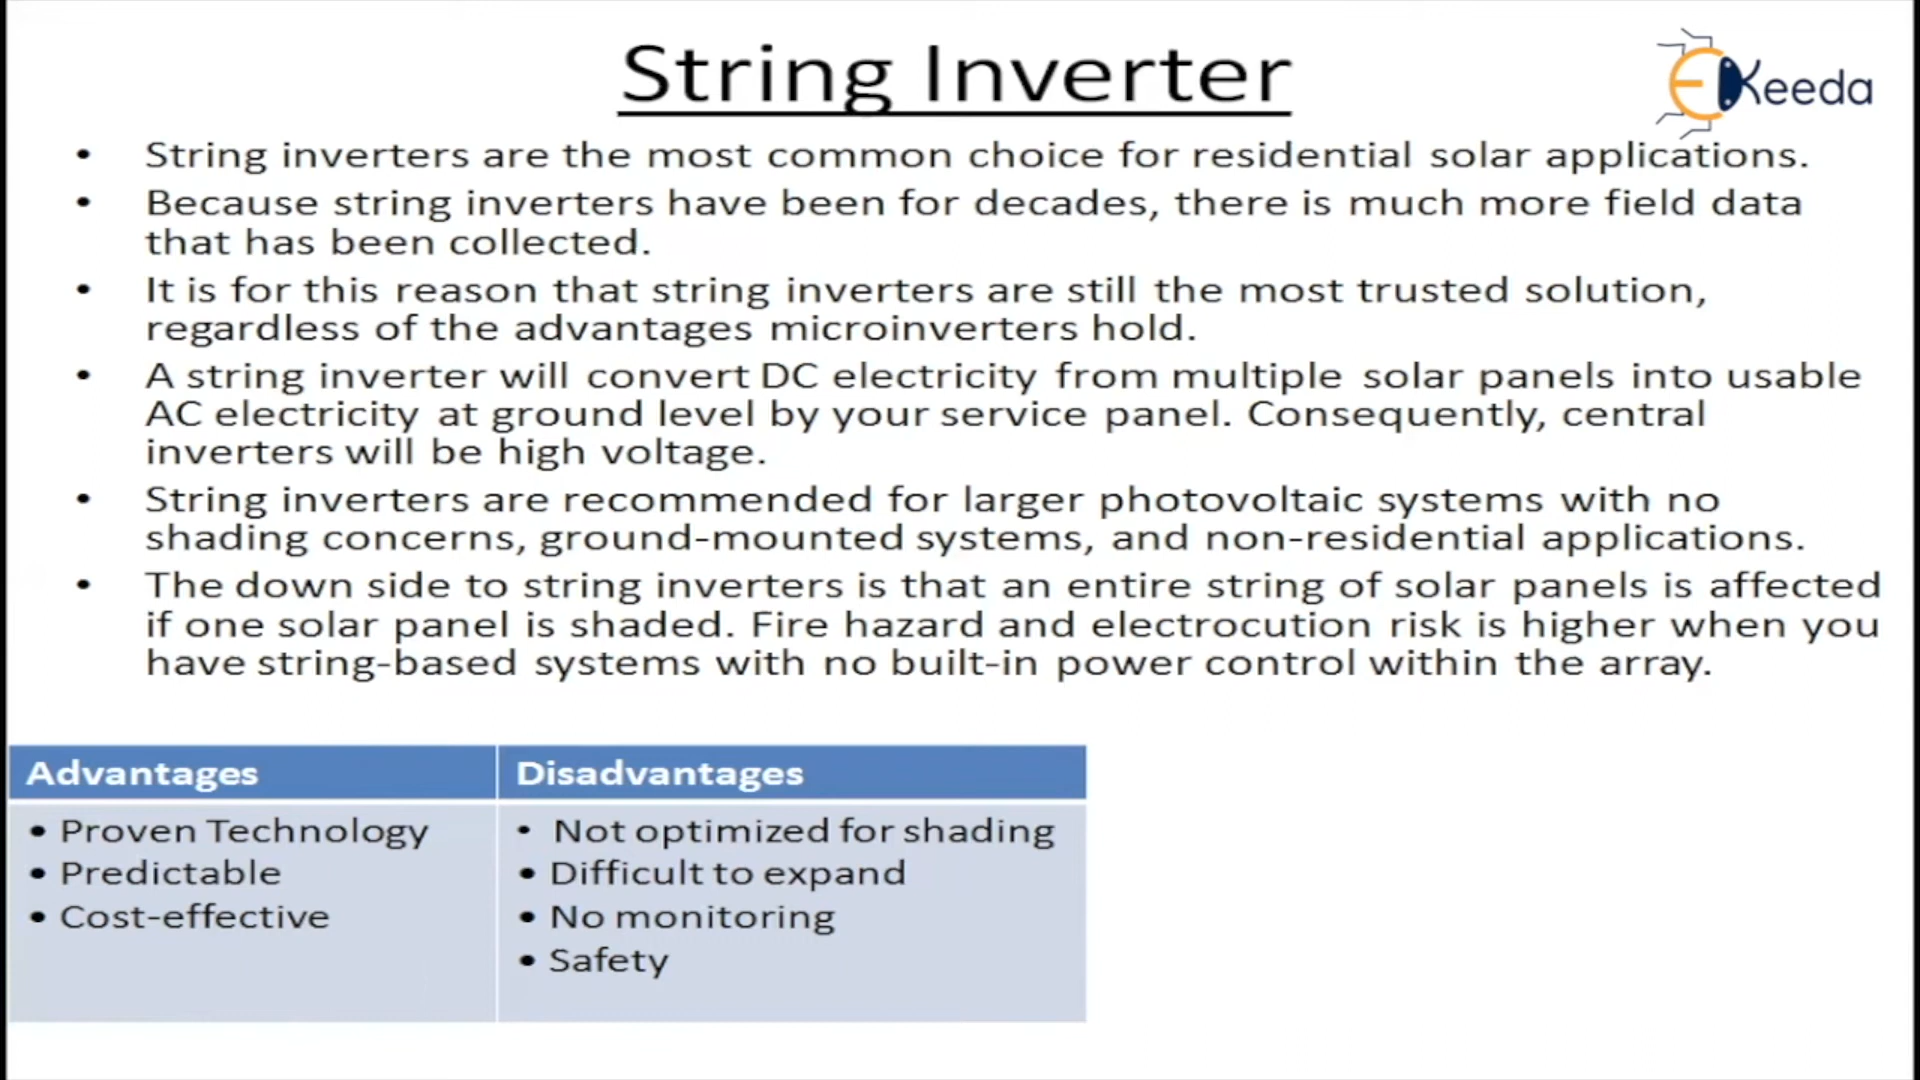 String Inverter
EKeeda
• String inverters are the most common choice for residential solar applications.
• Because string inverters have been for decades, there is much more field data
that has been collected.
• It is for this reason that string inverters are still the most trusted solution,
regardless of the advantages microinverters hold.
• A string inverter will convert DC electricity from multiple solar panels into usable
AC electricity at ground level by your service panel. Consequently, central
inverters will be high voltage.
• String inverters are recommended for larger photovoltaic systems with no
shading concerns, ground-mounted systems, and non-residential applications.
• The down side to string inverters is that an entire string of solar panels is affected
if one solar panel is shaded. Fire hazard and electrocution risk is higher when you
have string-based systems with no built-in power control within the array.
Advantages
• Proven Technology
• Predictable
• Cost-effective
Disadvantages
• Not optimized for shading
• Difficult to expand
• No monitoring
• Safety